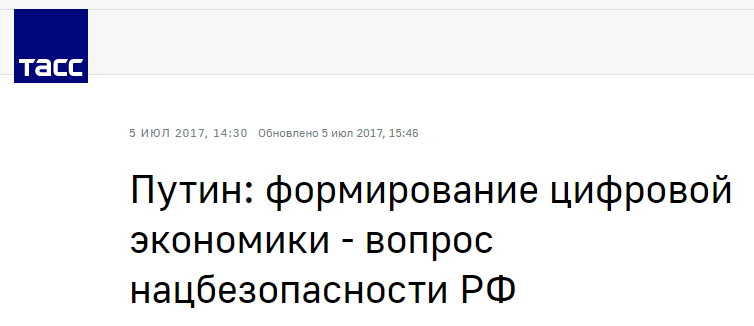 тасс
5 ИЮЛ 2017, 14:30 Обновлено 5 июл 2017, 15:46
Путин: формирование цифровой
экономики - вопрос
нацбезопасности РФ